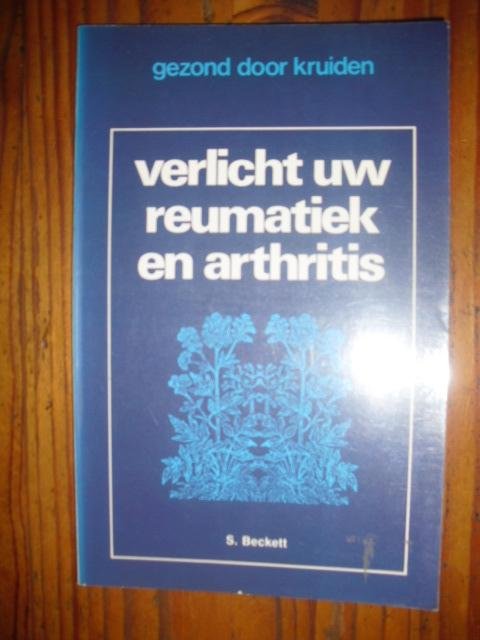 gezond door kruiden
verlicht uw
reumatiek
en arthritis
S. Beckett